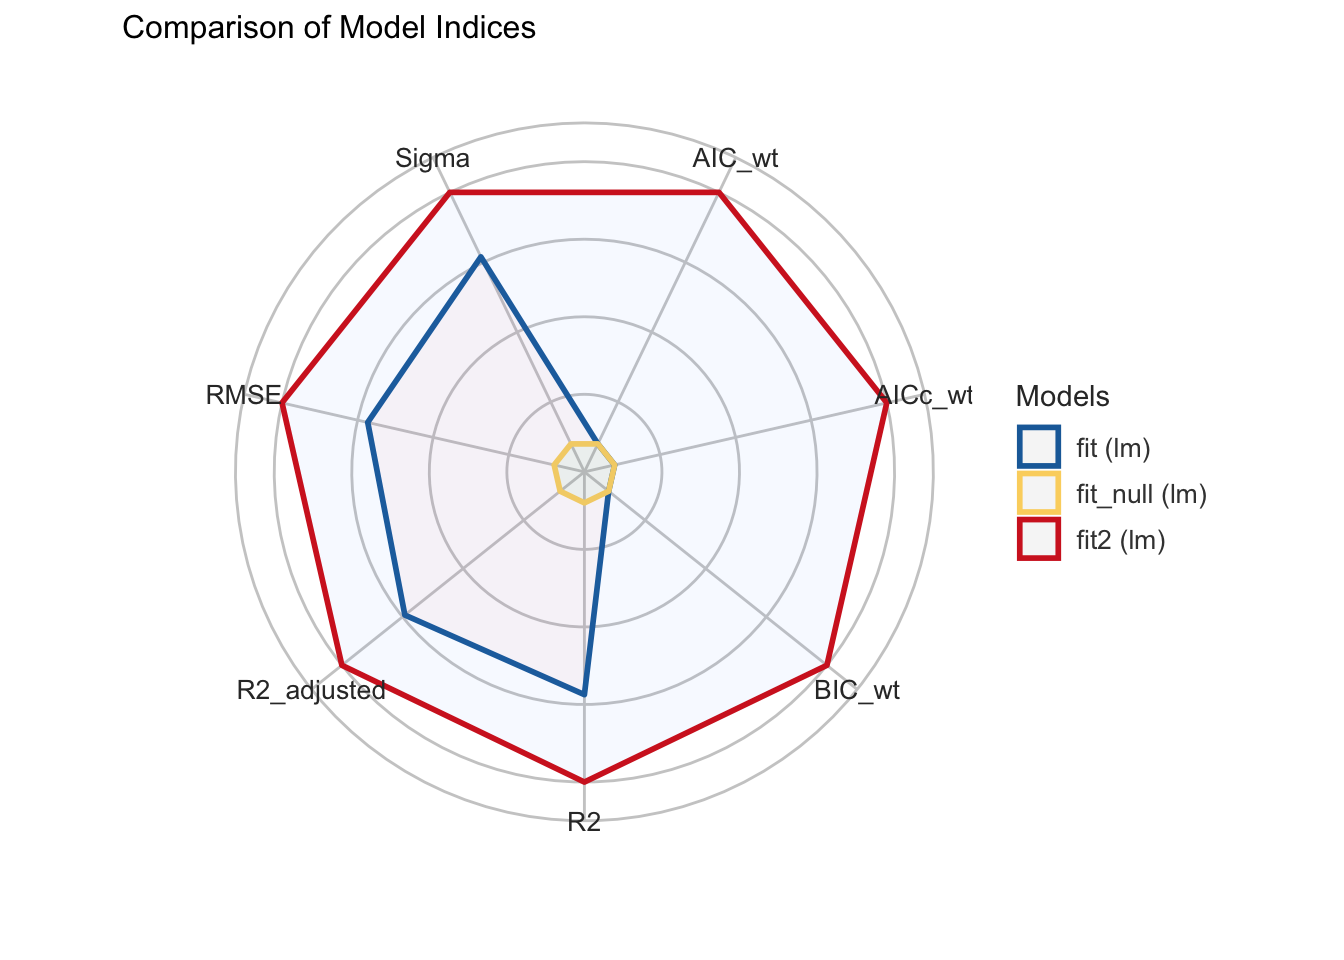 Comparison of Model Indices
Sigma
AIC_wt
RMSE
AICc_wt
R2_adjusted
BIC_wt
R2
Models
fit (lm)
fit_null (lm)
fit2 (lm)